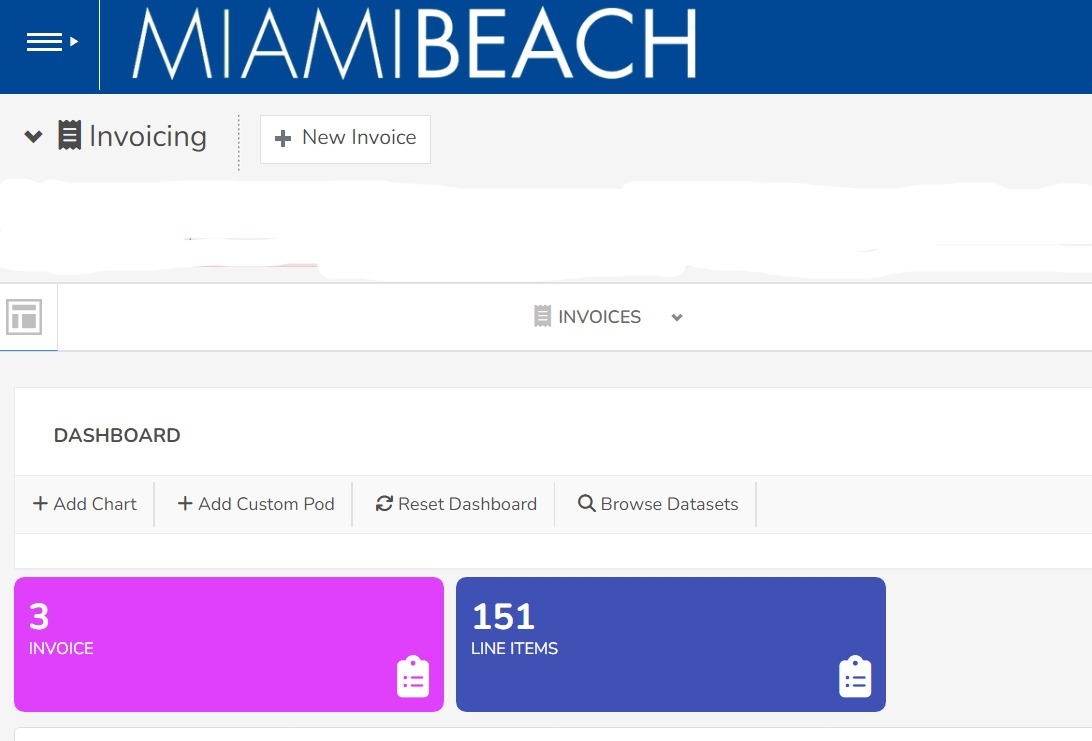 MIAMIBEACH
Invoicing
New Invoice
INVOICES
DASHBOARD
Add Chart
Add Custom Pod
Reset Dashboard
Browse Datasets
3
INVOICE
151
LINE ITEMS